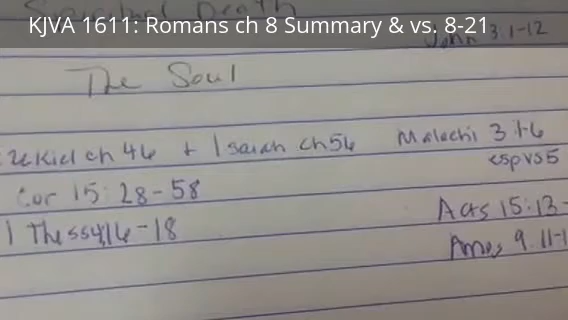 KJVA 1611: Romans ch 8 Summary & vs. 8-21
Death
John 3:1-12
The Soul
zekiel ch 46 + Isaiah ch 56 Malachi 3 +6
esp vs 5
Cor 15:28-58
Acts 15:13-
1 Thess 4:16-18
Amos 9:11-1